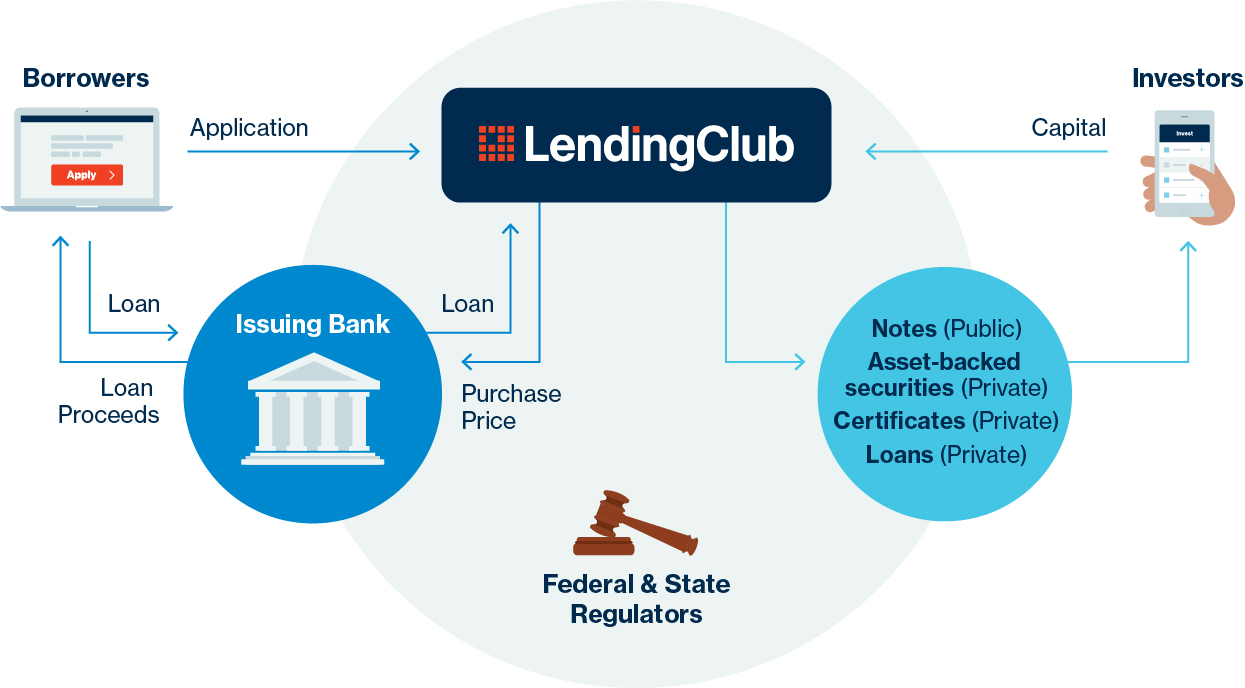 Borrowers
Investors
Application
LendingClub
Capital
Invest
Apply
Loan
Loan
Issuing Bank
Notes (Public)
Asset-backed
securities (Private)
Certificates (Private)
Loans (Private)
Loan
Proceeds
Purchase
Price
Federal & State
Regulators